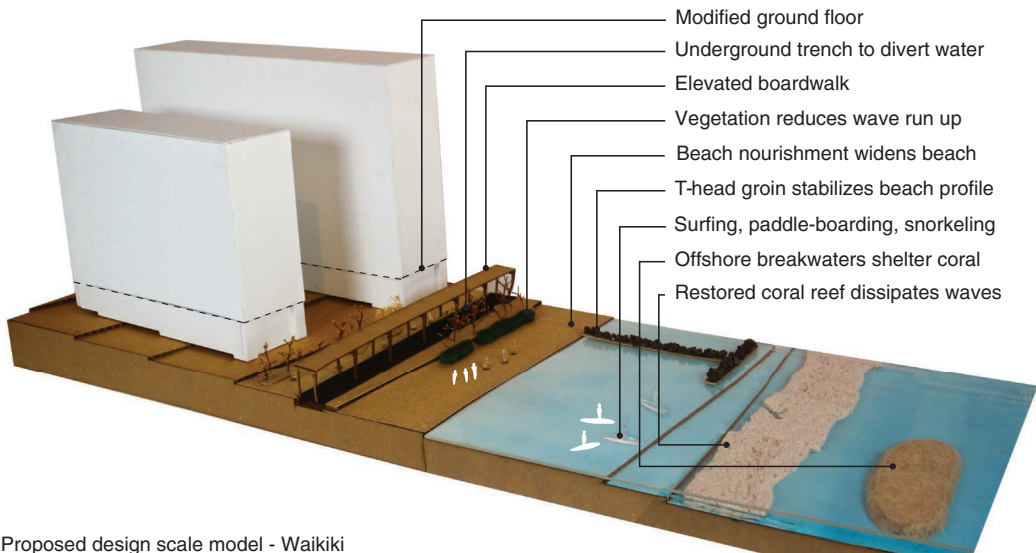 Modified ground floor
Underground trench to divert water
Elevated boardwalk
Vegetation reduces wave run up
Beach nourishment widens beach
T-head groin stabilizes beach profile
Surfing, paddle-boarding, snorkeling
Offshore breakwaters shelter coral
Restored coral reef dissipates waves
Proposed design scale model - Waikiki